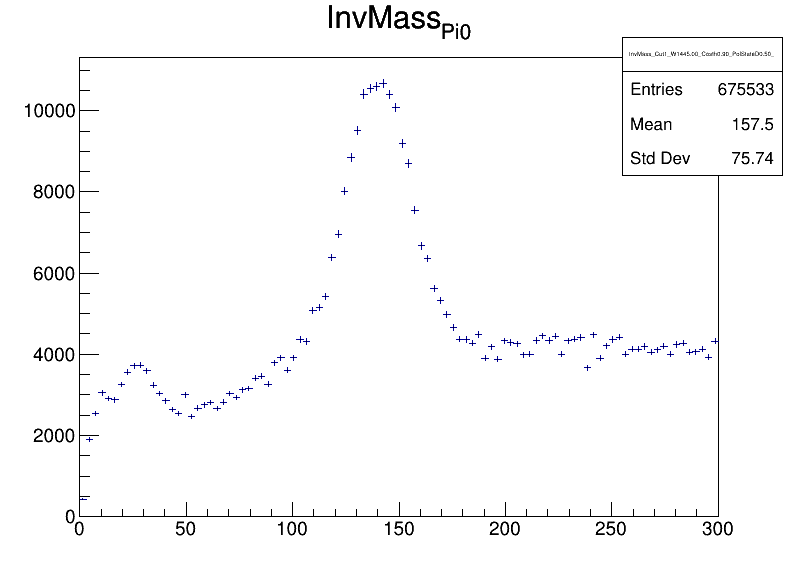 InvMass_Pi0
InvMass_Cut1_W1445.00_Costh0.90_PolStateD0.50_
Entries 675533
Mean 157.5
Std Dev 75.74
10000
8000
6000
4000
2000
0
0 50 100 150 200 250 300